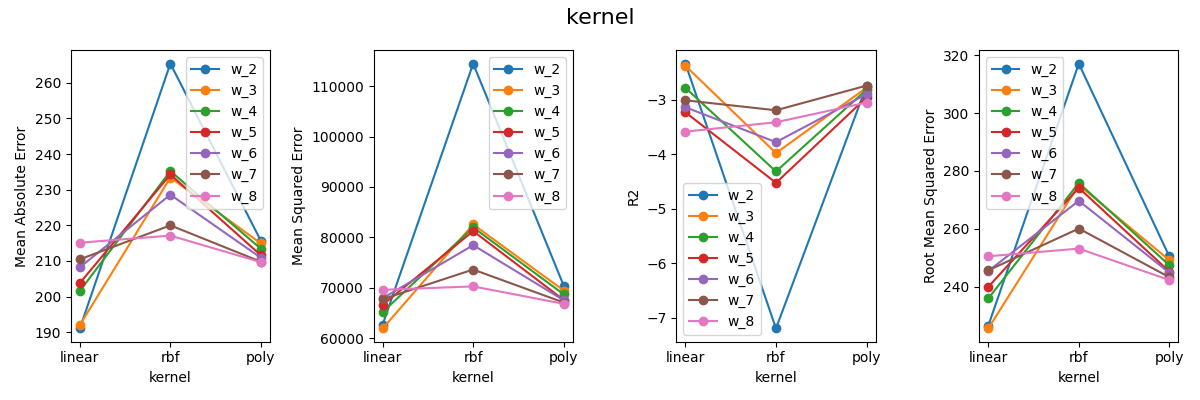 kernel
Mean Absolute Error
260
250
240
230
220
210
200
190
linear rbf poly
kernel
w_2
w_3
w_4
w_5
w_6
w_7
w_8
Mean Squared Error
110000
100000
90000
80000
70000
60000
linear rbf poly
kernel
w_2
w_3
w_4
w_5
w_6
w_7
w_8
R2
−3
−4
−5
−6
−7
linear rbf poly
kernel
w_2
w_3
w_4
w_5
w_6
w_7
w_8
Root Mean Squared Error
320
300
280
260
240
linear rbf poly
kernel
w_2
w_3
w_4
w_5
w_6
w_7
w_8